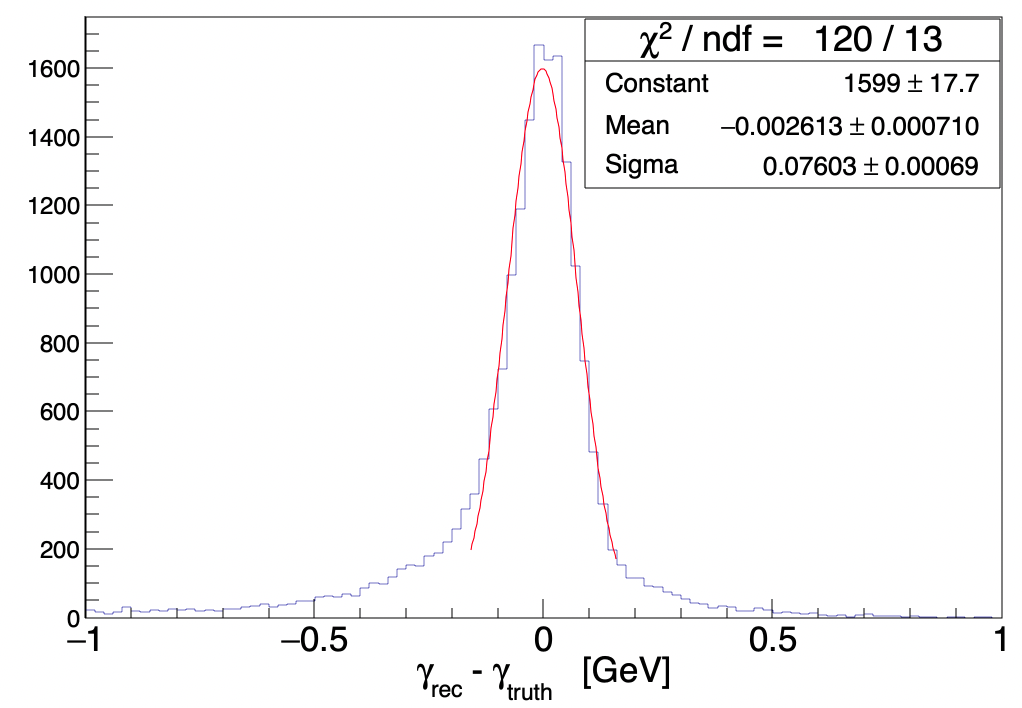 χ² / ndf = 120 / 13
Constant 1599 ± 17.7
Mean −0.002613 ± 0.000710
Sigma 0.07603 ± 0.00069
1600
1400
1200
1000
800
600
400
200
0
−1 −0.5 0 0.5 1
γrec - γtruth [GeV]